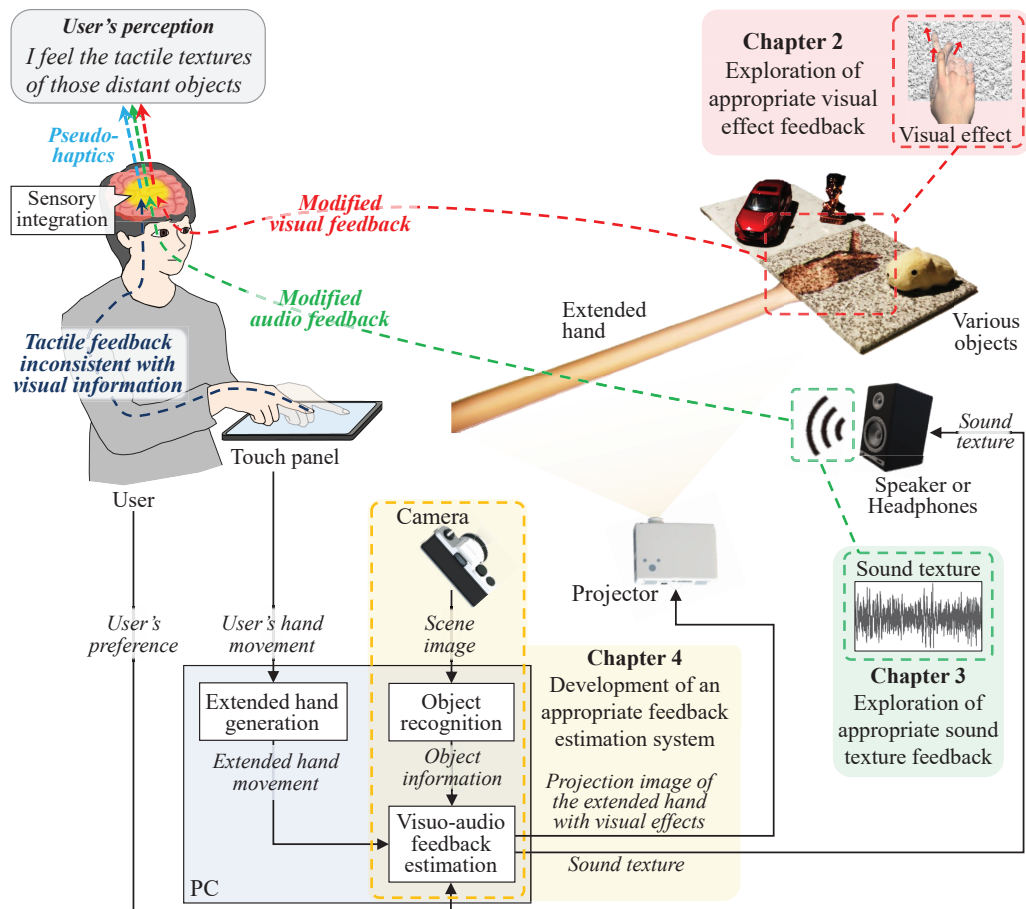 User's perception
I feel the tactile textures
of those distant objects
Pseudo-
haptics
Sensory
integration
Modified
visual feedback
Modified
audio feedback
Tactile feedback
inconsistent with
visual information
Touch panel
User
Chapter 2
Exploration of
appropriate visual
effect feedback
Visual effect
Extended
hand
Various
objects
Sound
texture
Speaker or
Headphones
Camera
Projector
Sound texture
Chapter 3
Exploration of
appropriate sound
texture feedback
User's
preference
User's hand
movement
Scene
image
Chapter 4
Development of an
appropriate feedback
estimation system
Extended hand
generation
Object
recognition
Extended hand
movement
Object
information
Projection image of
the extended hand
with visual effects
Visuo-audio
feedback
estimation
Sound texture
PC